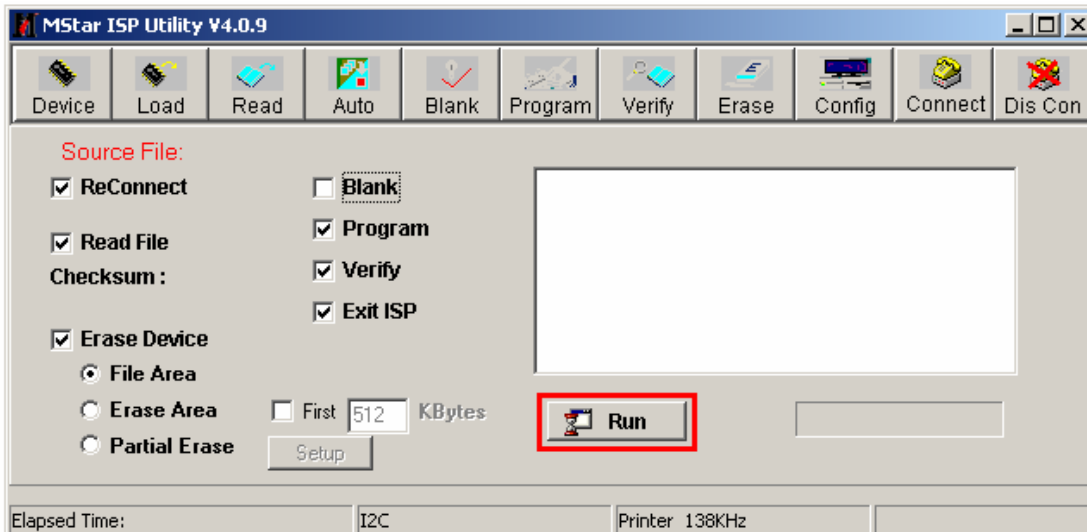 MStar ISP Utility V4.0.9
Device Load Read Auto Blank Program Verify Erase Config Connect Dis Con
Source File:
ReConnect
Blank
Read File
Program
Checksum :
Verify
Exit ISP
Erase Device
File Area
Erase Area
First 512 KBytes
Run
Partial Erase
Setup
Elapsed Time: I2C Printer 138KHz